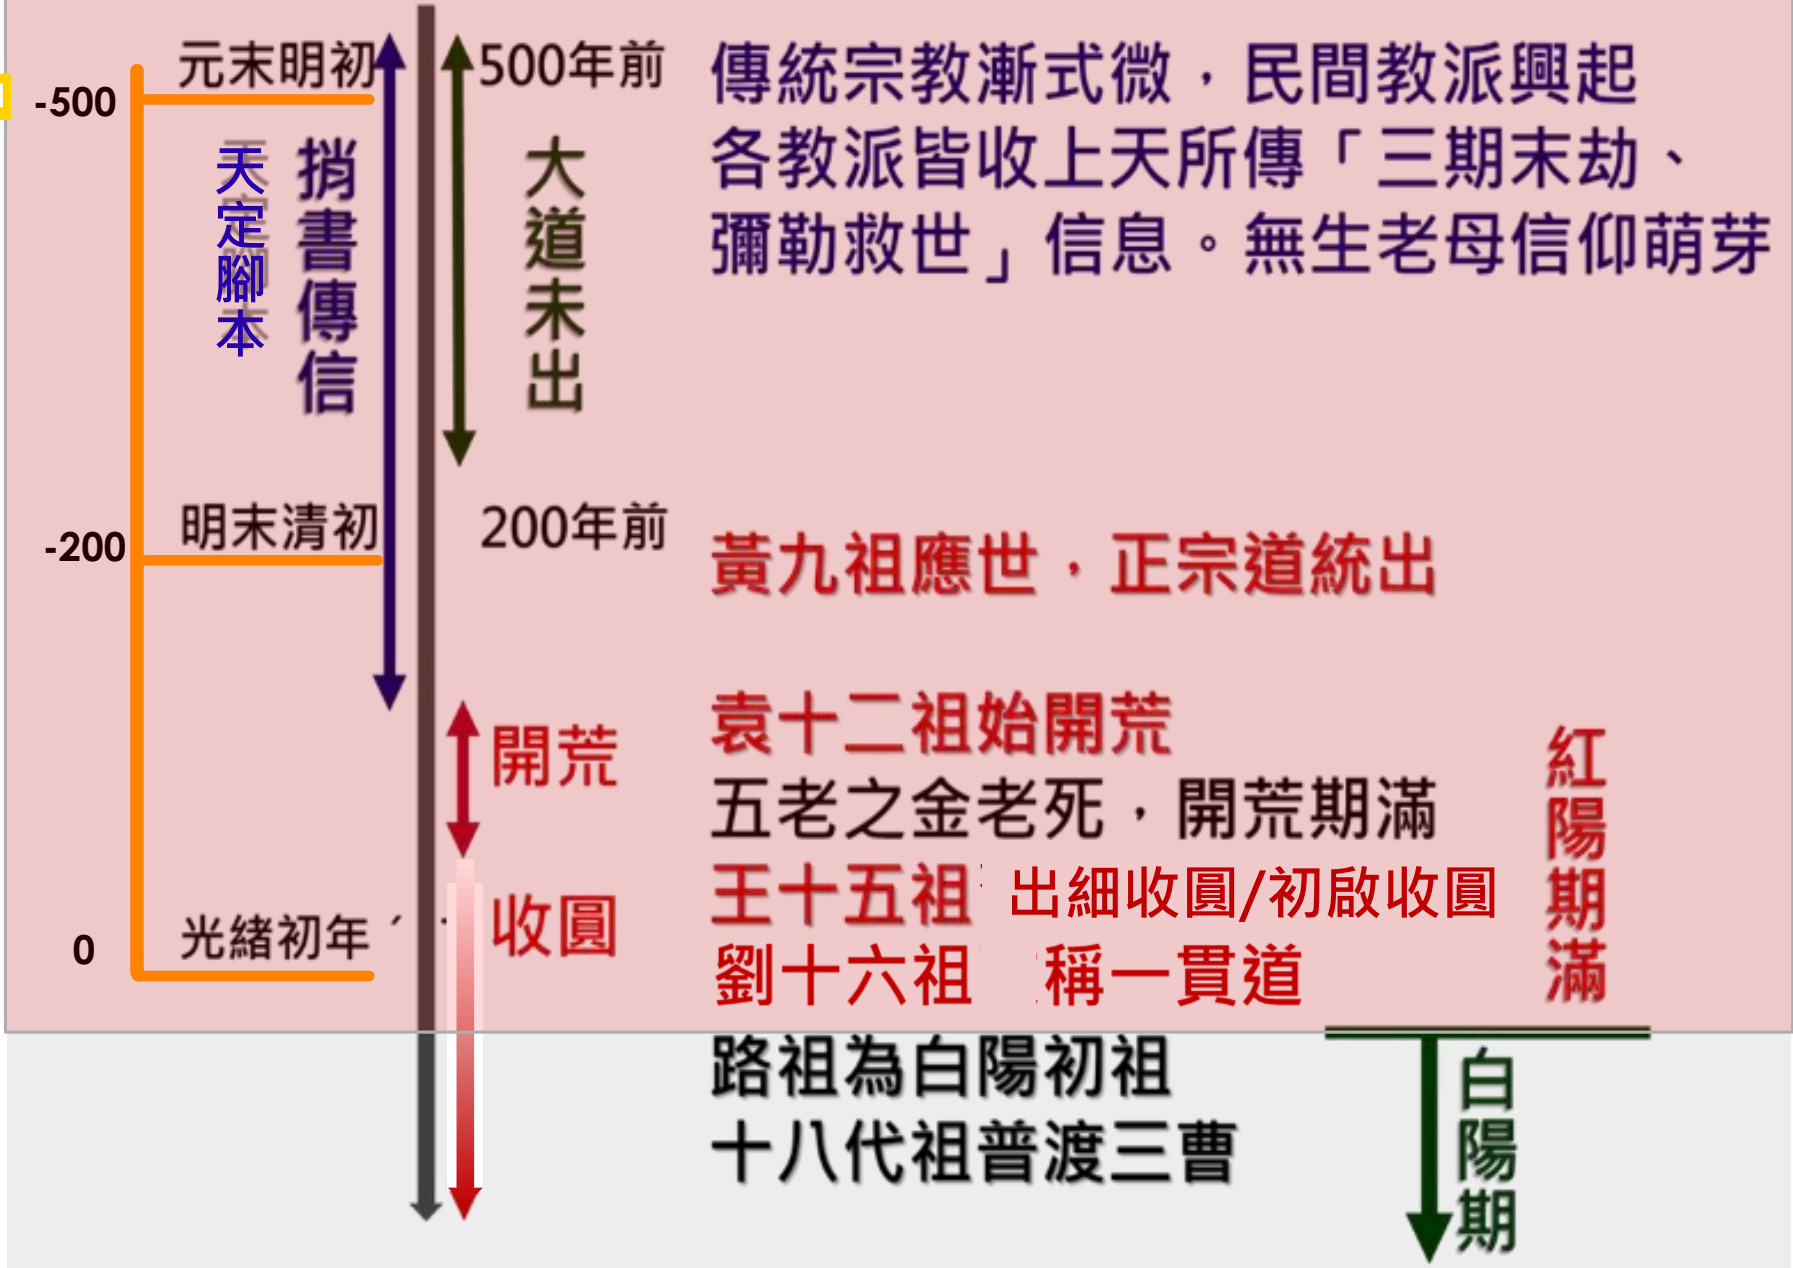 元末明初
500年前
-500
傳統宗教漸式微，民間教派興起
各教派皆收上天所傳「三期末劫、
彌勒救世」信息。無生老母信仰萌芽
天定腳本
捎書傳信
大道未出
明末清初
200年前
-200
黃九祖應世，正宗道統出
開荒
袁十二祖始開荒
五老之金老死，開荒期滿
紅陽期滿
王十五祖 出細收圓/初啟收圓
收圓
光緒初年
0
劉十六祖 稱一貫道
路祖為白陽初祖
十八代祖普渡三曹
白陽期